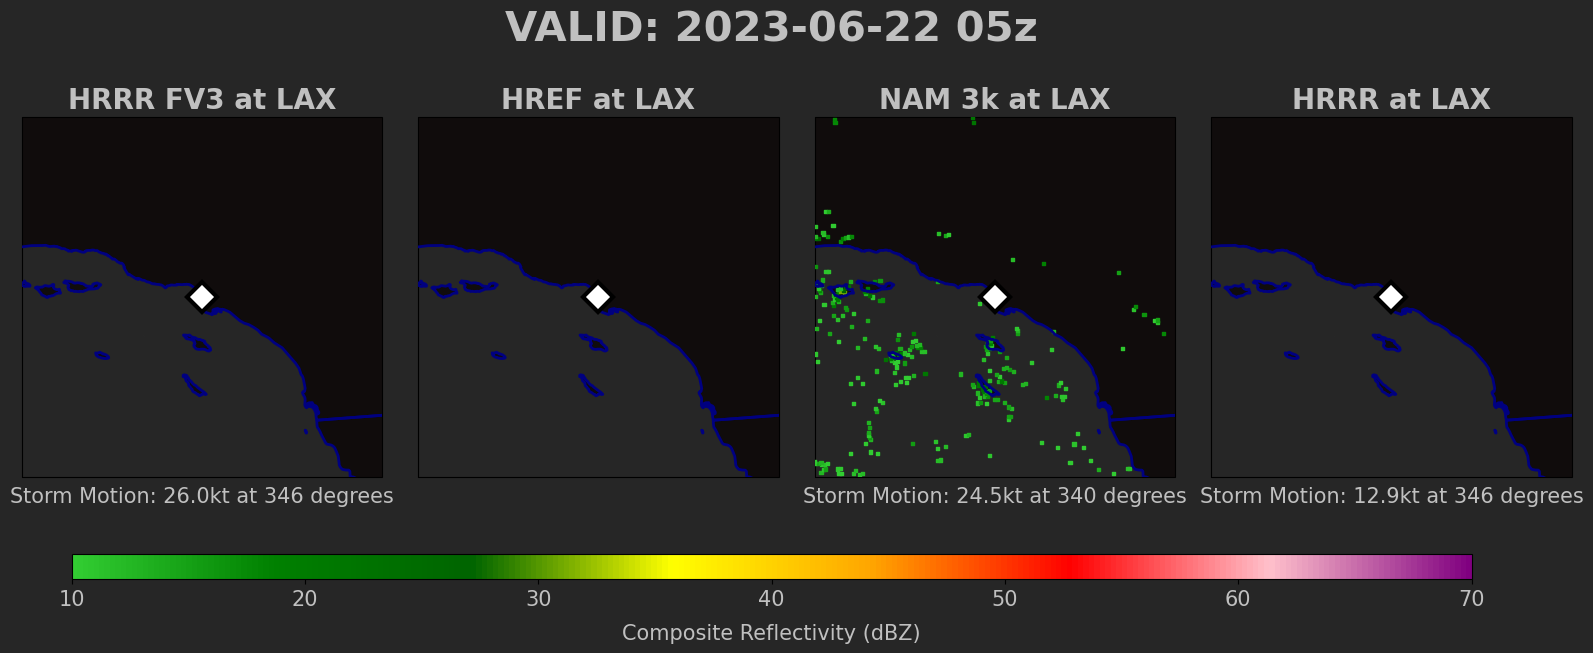 VALID: 2023-06-22 05z
HRRR FV3 at LAX
HREF at LAX
NAM 3k at LAX
HRRR at LAX
Storm Motion: 26.0kt at 346 degrees
Storm Motion: 24.5kt at 340 degrees
Storm Motion: 12.9kt at 346 degrees
10 20 30 40 50 60 70
Composite Reflectivity (dBZ)